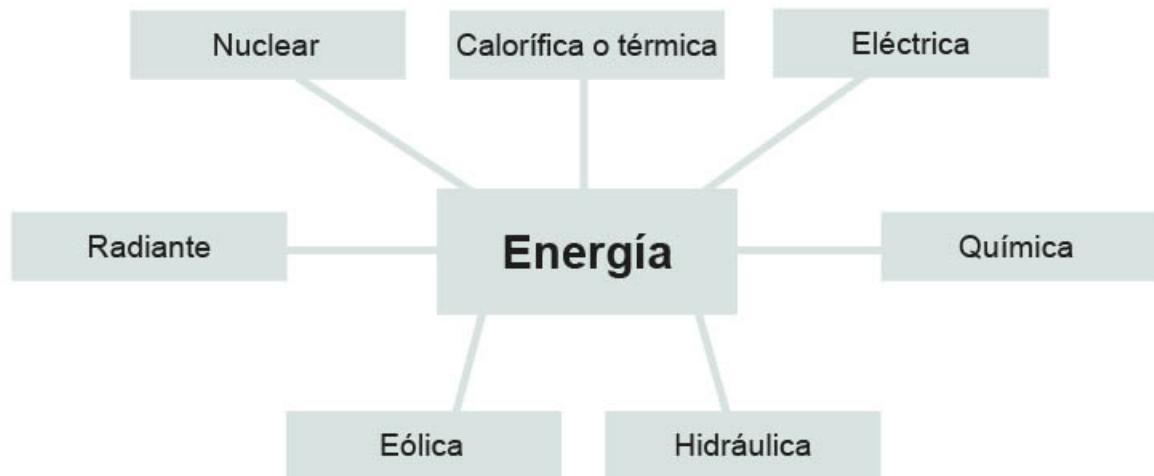 Nuclear
Calorífica o térmica
Eléctrica
Radiante
Energía
Química
Eólica
Hidráulica